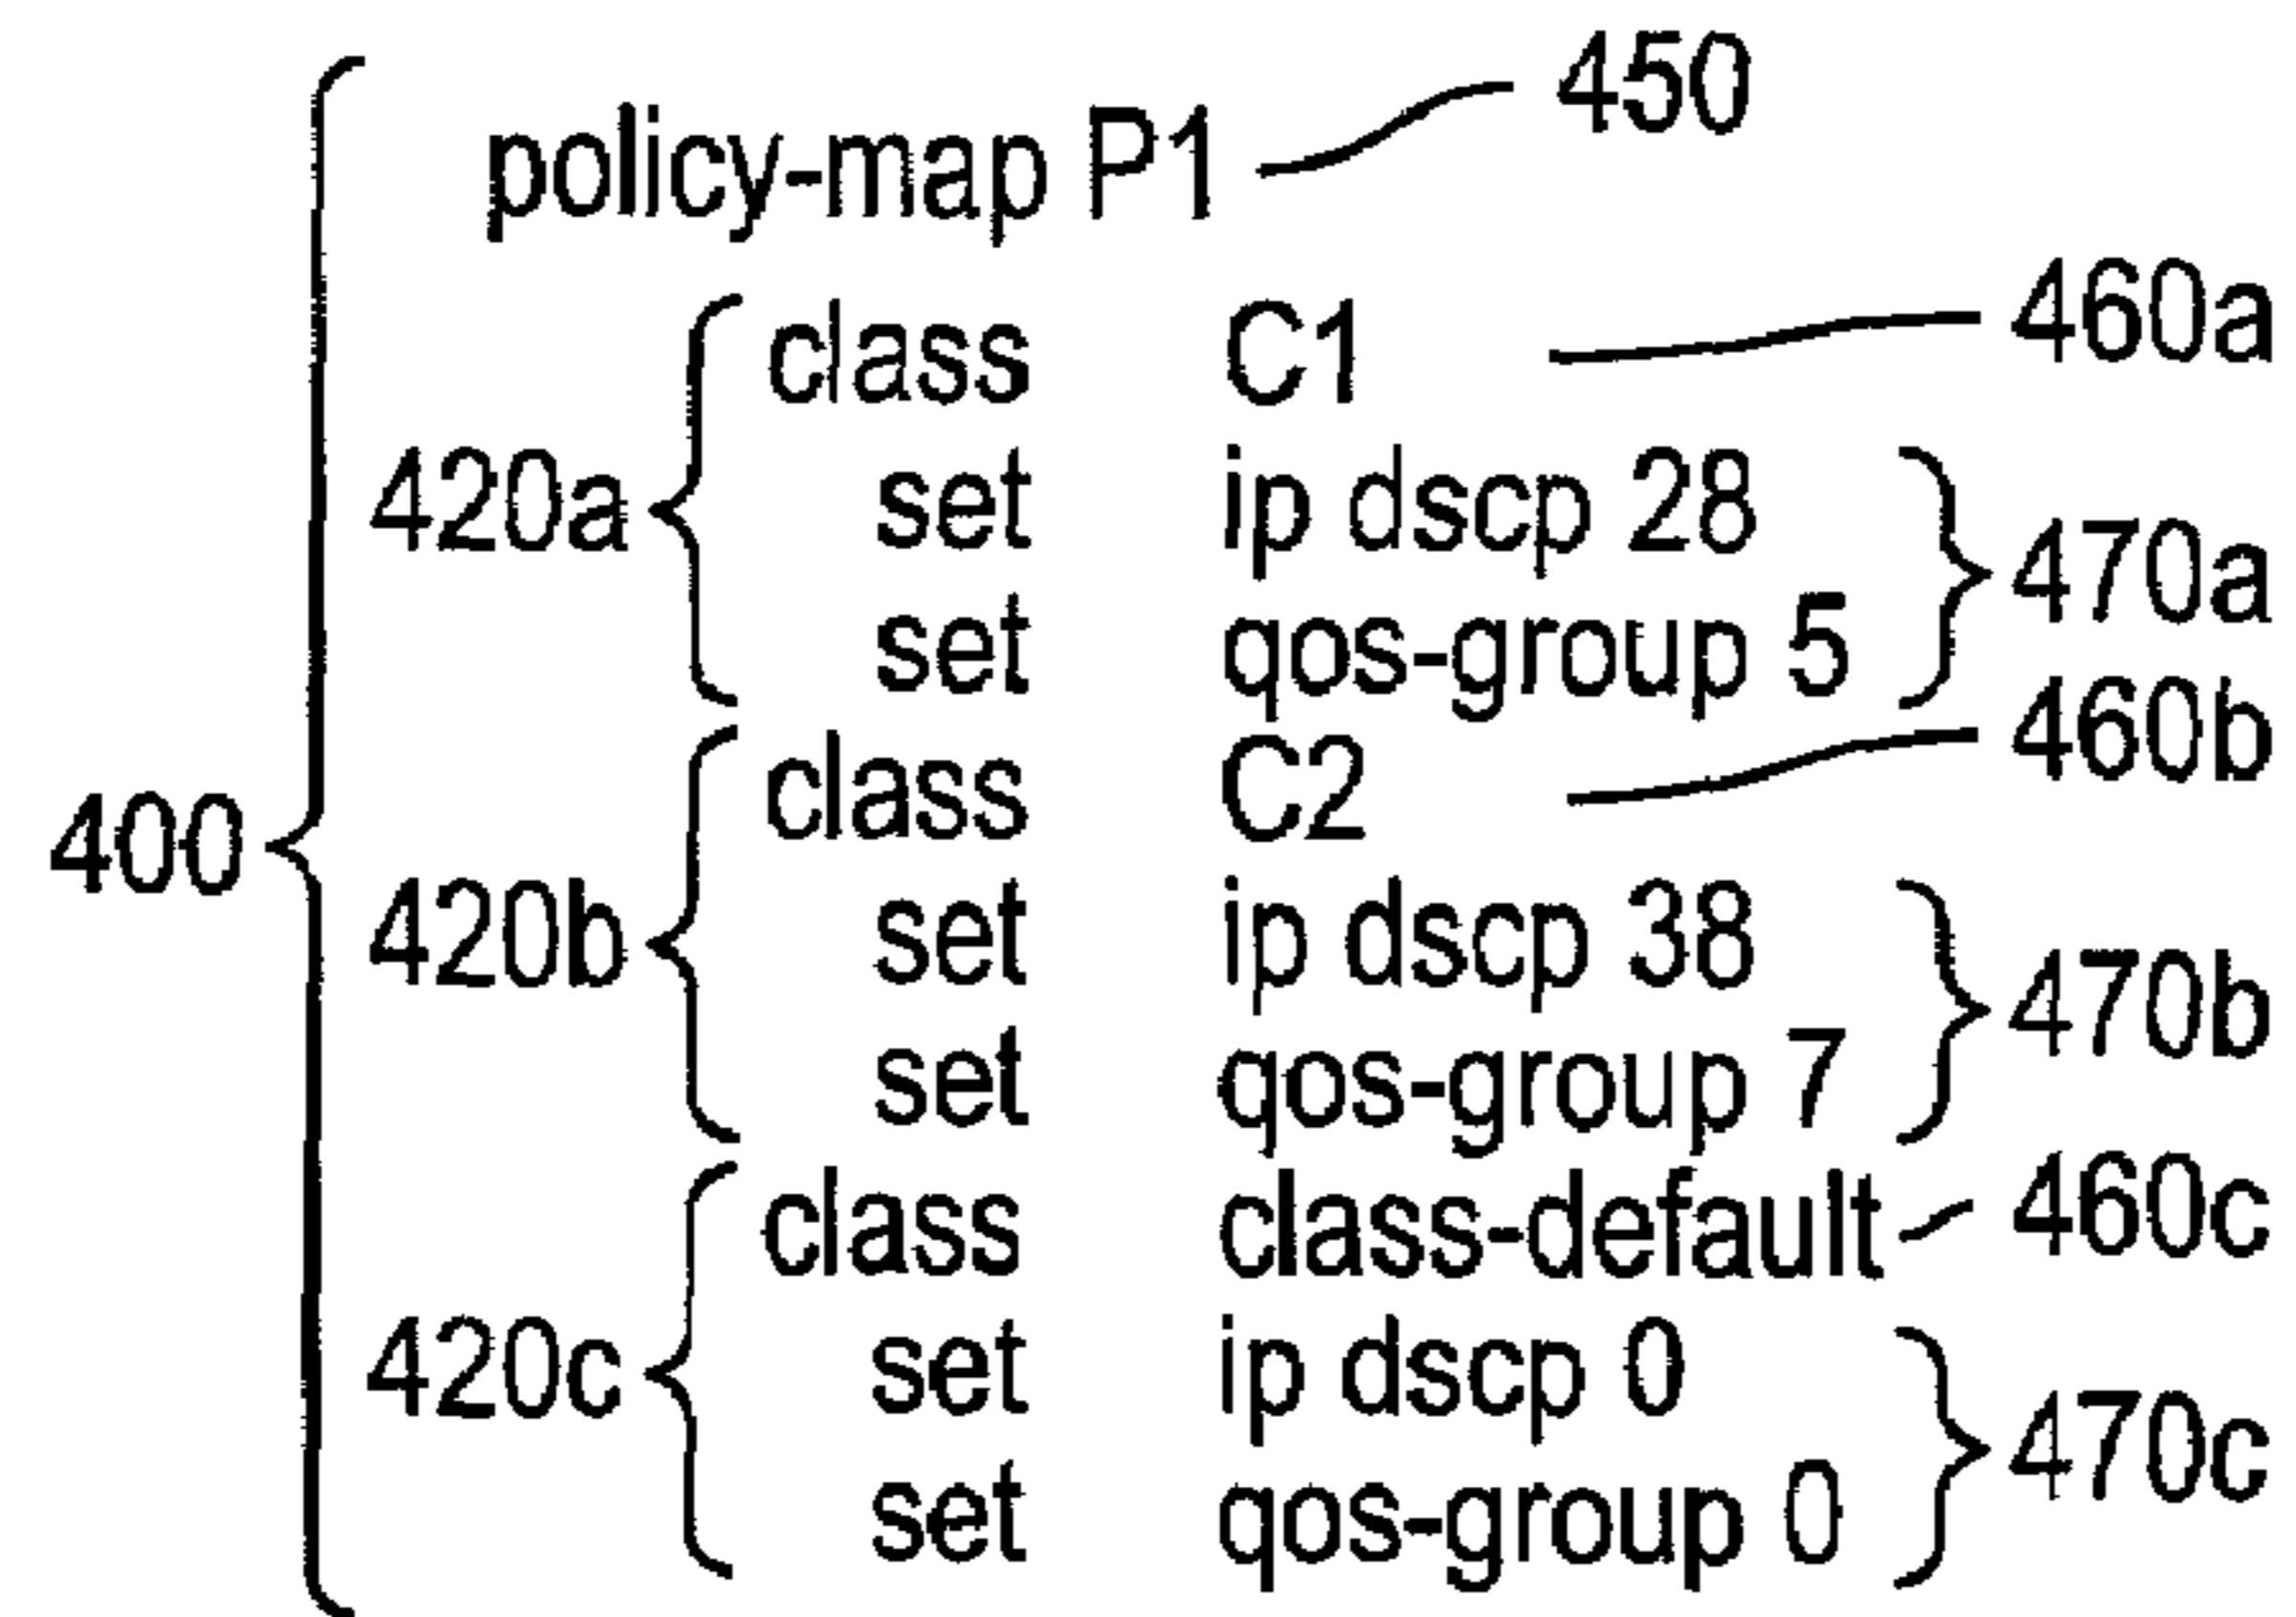 policy-map P1 450
class C1 460a
420a set ip dscp 28
set qos-group 5 470a
class C2 460b
400
420b set ip dscp 38
set qos-group 7 470b
class class-default 460c
420c set ip dscp 0
set qos-group 0 470c